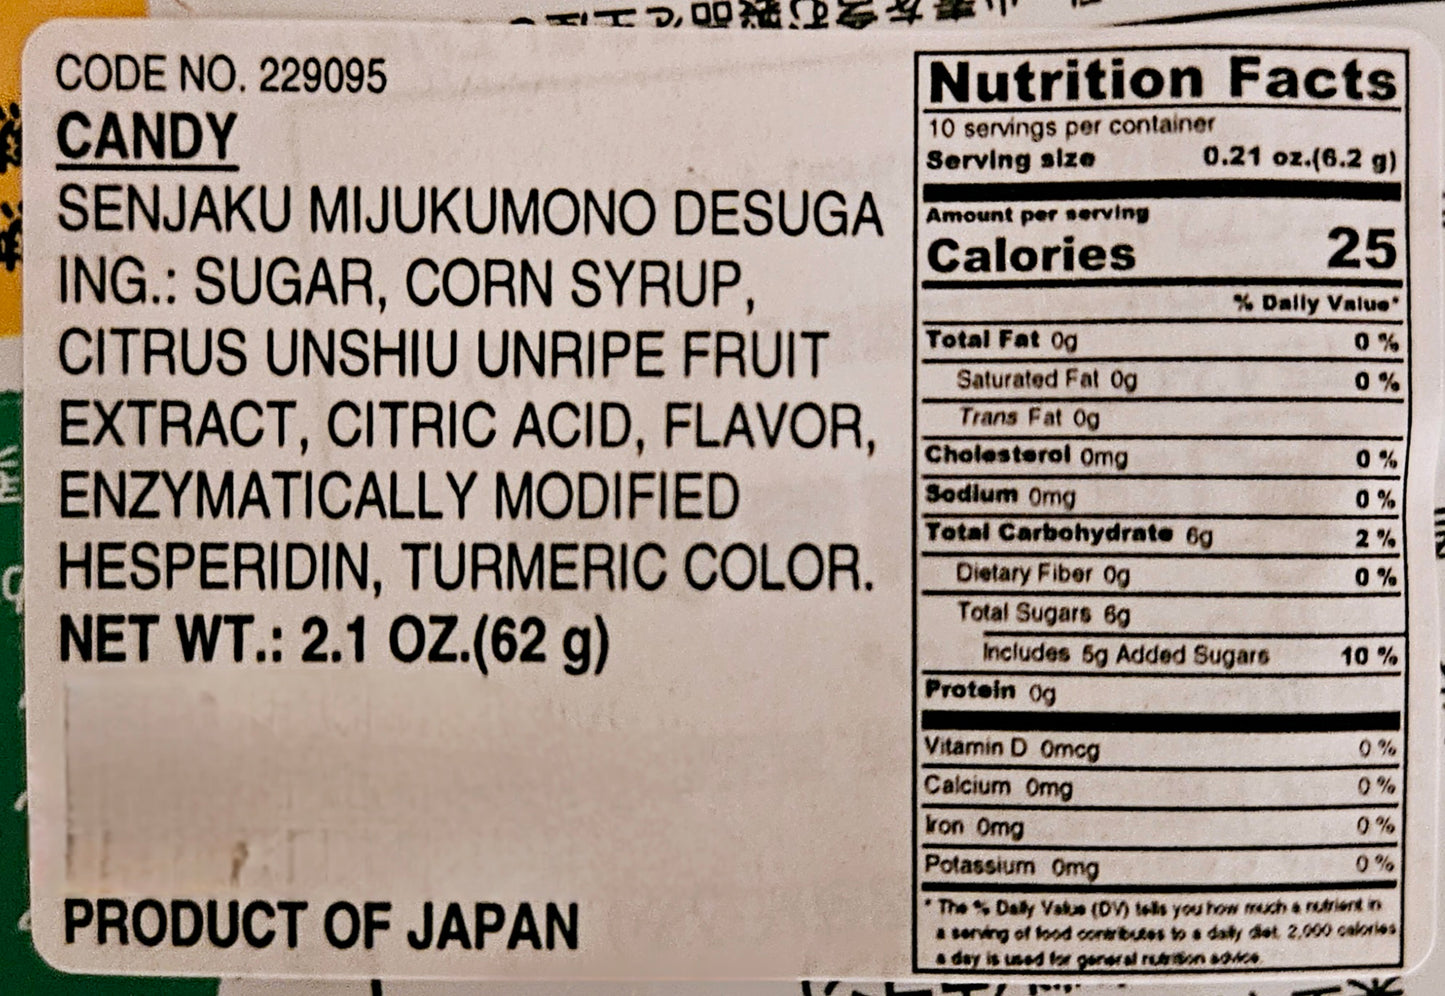 CODE NO. 229095
CANDY
SENJAKU MIJUKUMONO DESUGA
ING.: SUGAR, CORN SYRUP,
CITRUS UNSHIU UNRIPE FRUIT
EXTRACT, CITRIC ACID, FLAVOR,
ENZYMATICALLY MODIFIED
HESPERIDIN, TURMERIC COLOR.
NET WT.: 2.1 OZ.(62 g)
PRODUCT OF JAPAN
Nutrition Facts
10 servings per container
Serving size 0.21 oz.(6.2 g)
Amount per serving
Calories 25
% Daily Value*
Total Fat 0g 0 %
Saturated Fat 0g 0 %
Trans Fat 0g
Cholesterol 0mg 0 %
Sodium 0mg 0 %
Total Carbohydrate 6g 2 %
Dietary Fiber 0g 0 %
Total Sugars 6g
Includes 5g Added Sugars 10 %
Protein 0g
Vitamin D 0mcg 0 %
Calcium 0mg 0 %
Iron 0mg 0 %
Potassium 0mg 0 %
* The % Daily Value (DV) tells you how much a nutrient in
a serving of food contributes to a daily diet. 2,000 calories
a day is used for general nutrition advice.